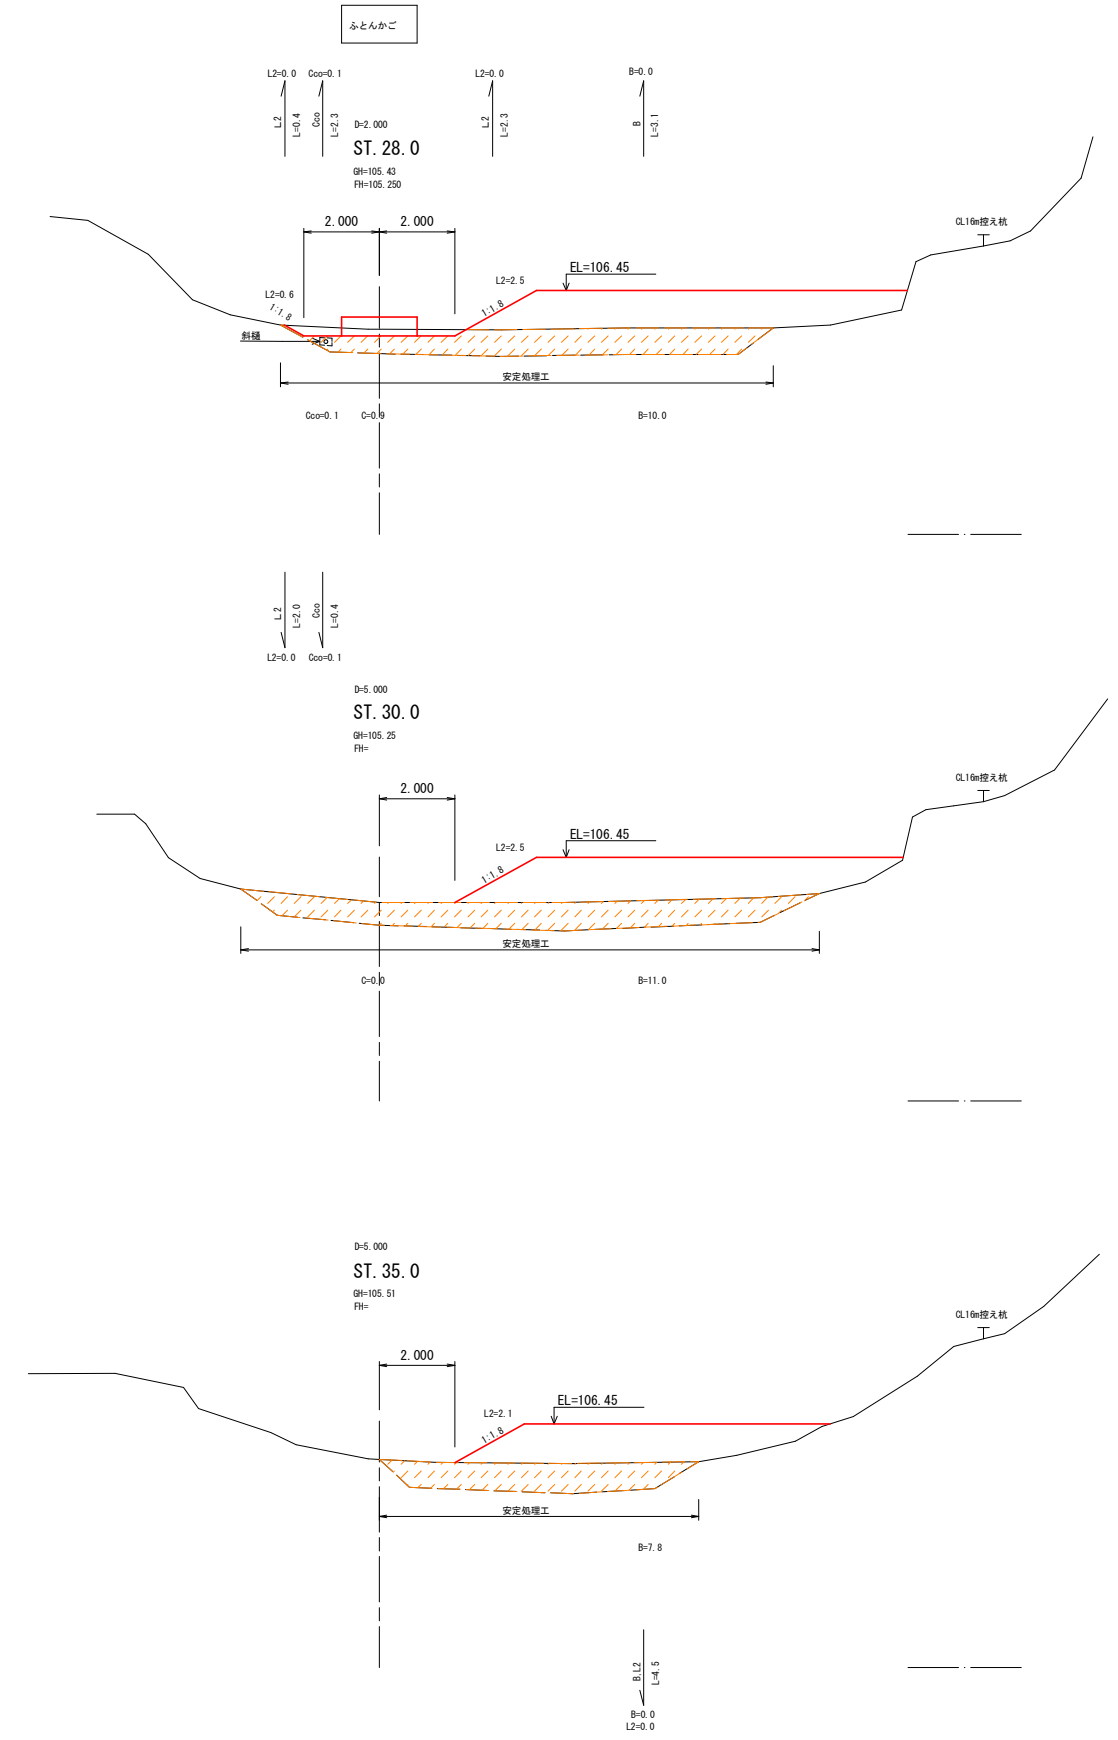 ふとんかご
L2=0.0
Cco=0.1
L2=0.0
B=0.0
L2
L=0.4
Cco
L=2.3
L2
L=2.3
B
L=3.1
D=2.000
ST.28.0
GH=105.43
FH=105.250
2.000
2.000
CL16m控え杭
EL=106.45
L2=2.5
1:1.8
L2=0.6
1:1.8
斜樋
安定処理工
Cco=0.1
C=0.9
B=10.0
L2
L=2.0
Cco
L=0.4
L2=0.0
Cco=0.1
D=5.000
ST.30.0
GH=105.25
FH=
2.000
CL16m控え杭
EL=106.45
L2=2.5
1:1.8
安定処理工
C=0.0
B=11.0
D=5.000
ST.35.0
GH=105.51
FH=
CL16m控え杭
2.000
EL=106.45
L2=2.1
1:1.8
安定処理工
B=7.8
B.L2
L=4.5
B=0.0
L2=0.0